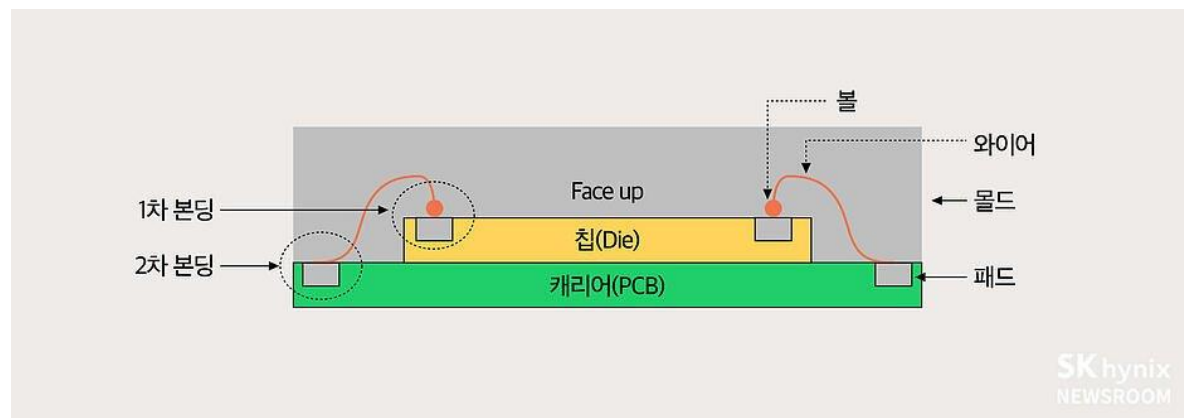 볼
와이어
Face up
몰드
1차 본딩
칩(Die)
2차 본딩
패드
캐리어(PCB)
SK hynix
NEWSROOM